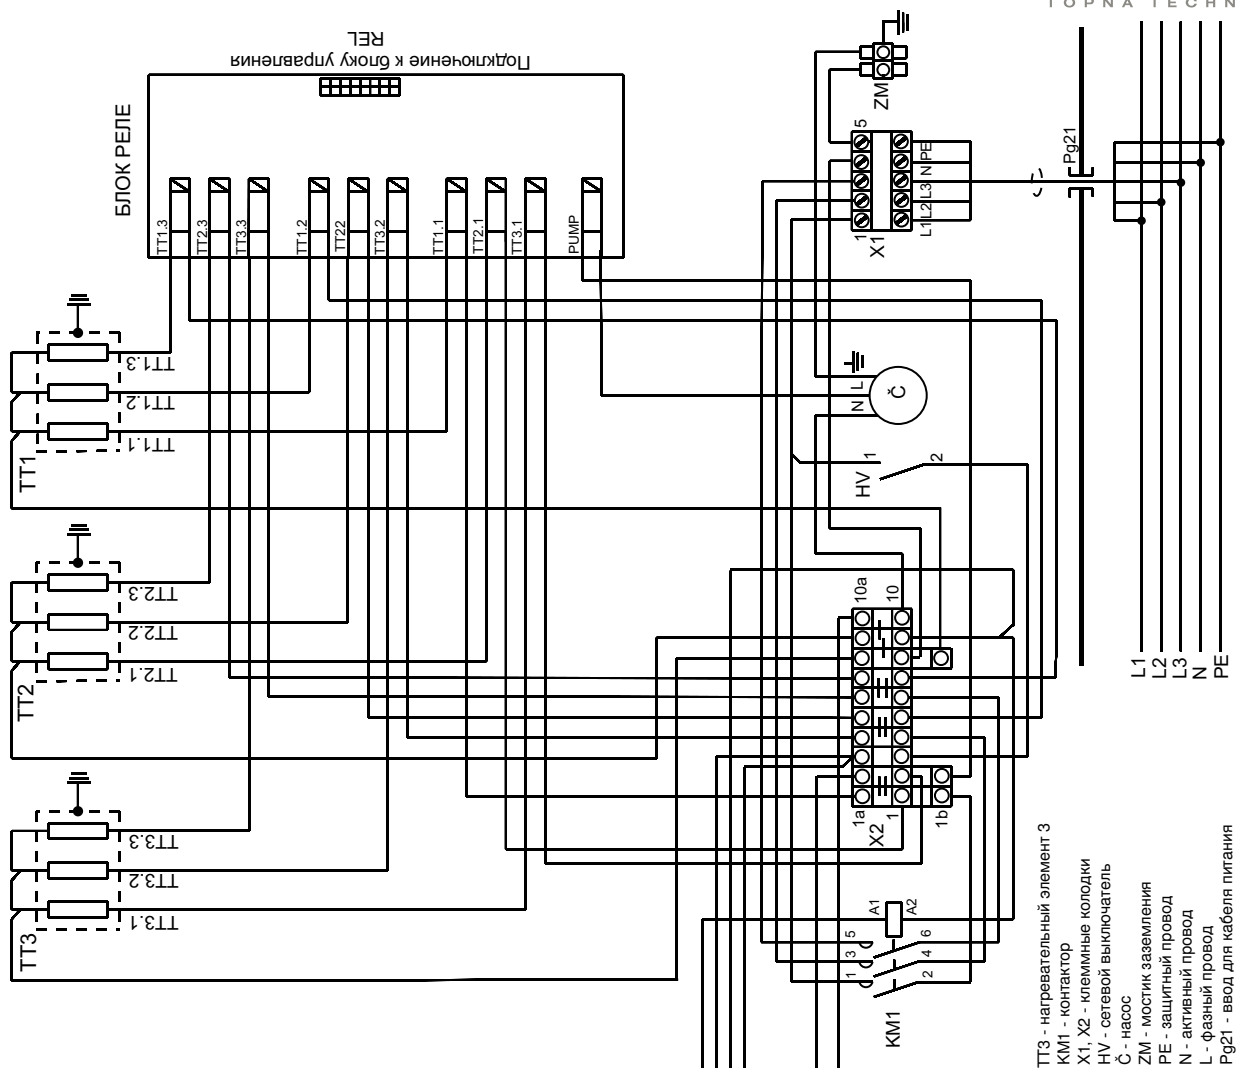 TOPNA TECHN
Подключение к блоку управления
REL
БЛОК РЕЛЕ
TT1.3
TT2.3
TT3.3
TT1.2
TT22
TT3.2
TT1.1
TT2.1
TT3.1
PUMP
ZM
5
1
X1
L1
L2
L3
N
PE
Pg21
TT1.3
TT1.2
TT1.1
TT1
N
L
Č
HV
1
2
TT2.3
TT2.2
TT2.1
TT2
10a
10
1a
1
1b
X2
L1
L2
L3
N
PE
TT3.3
TT3.2
TT3.1
TT3
A1
A2
5
3
1
6
4
2
KM1
TT3 - нагревательный элемент 3
KM1 - контактор
X1, X2 - клеммные колодки
HV - сетевой выключатель
Č - насос
ZM - мостик заземления
PE - защитный провод
N - активный провод
L - фазный провод
Pg21 - ввод для кабеля питания